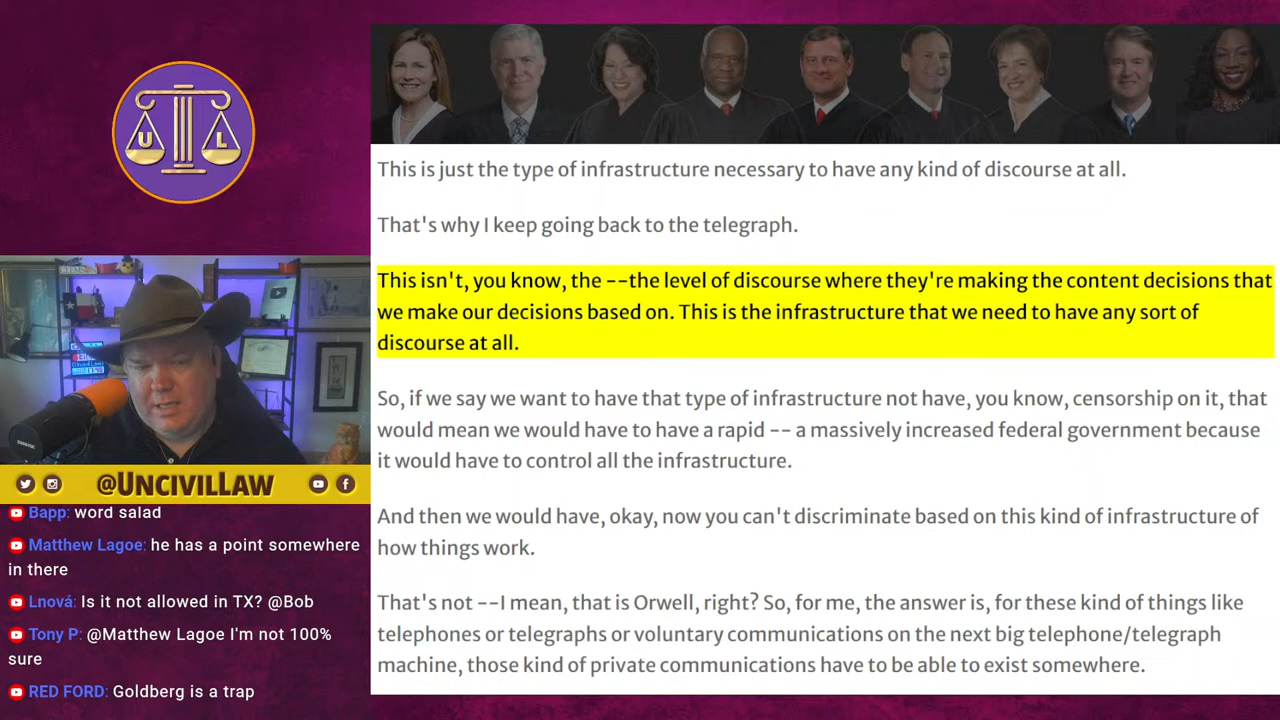 U L
This is just the type of infrastructure necessary to have any kind of discourse at all.
That's why I keep going back to the telegraph.
This isn't, you know, the --the level of discourse where they're making the content decisions that
we make our decisions based on. This is the infrastructure that we need to have any sort of
discourse at all.
So, if we say we want to have that type of infrastructure not have, you know, censorship on it, that
would mean we would have to have a rapid -- a massively increased federal government because
it would have to control all the infrastructure.
And then we would have, okay, now you can't discriminate based on this kind of infrastructure of
how things work.
That's not --I mean, that is Orwell, right? So, for me, the answer is, for these kind of things like
telephones or telegraphs or voluntary communications on the next big telephone/telegraph
machine, those kind of private communications have to be able to exist somewhere.
@UncivilLaw
Bapp: word salad
Matthew Lagoe: he has a point somewhere
in there
Lnová: Is it not allowed in TX? @Bob
Tony P: @Matthew Lagoe I'm not 100%
sure
RED FORD: Goldberg is a trap